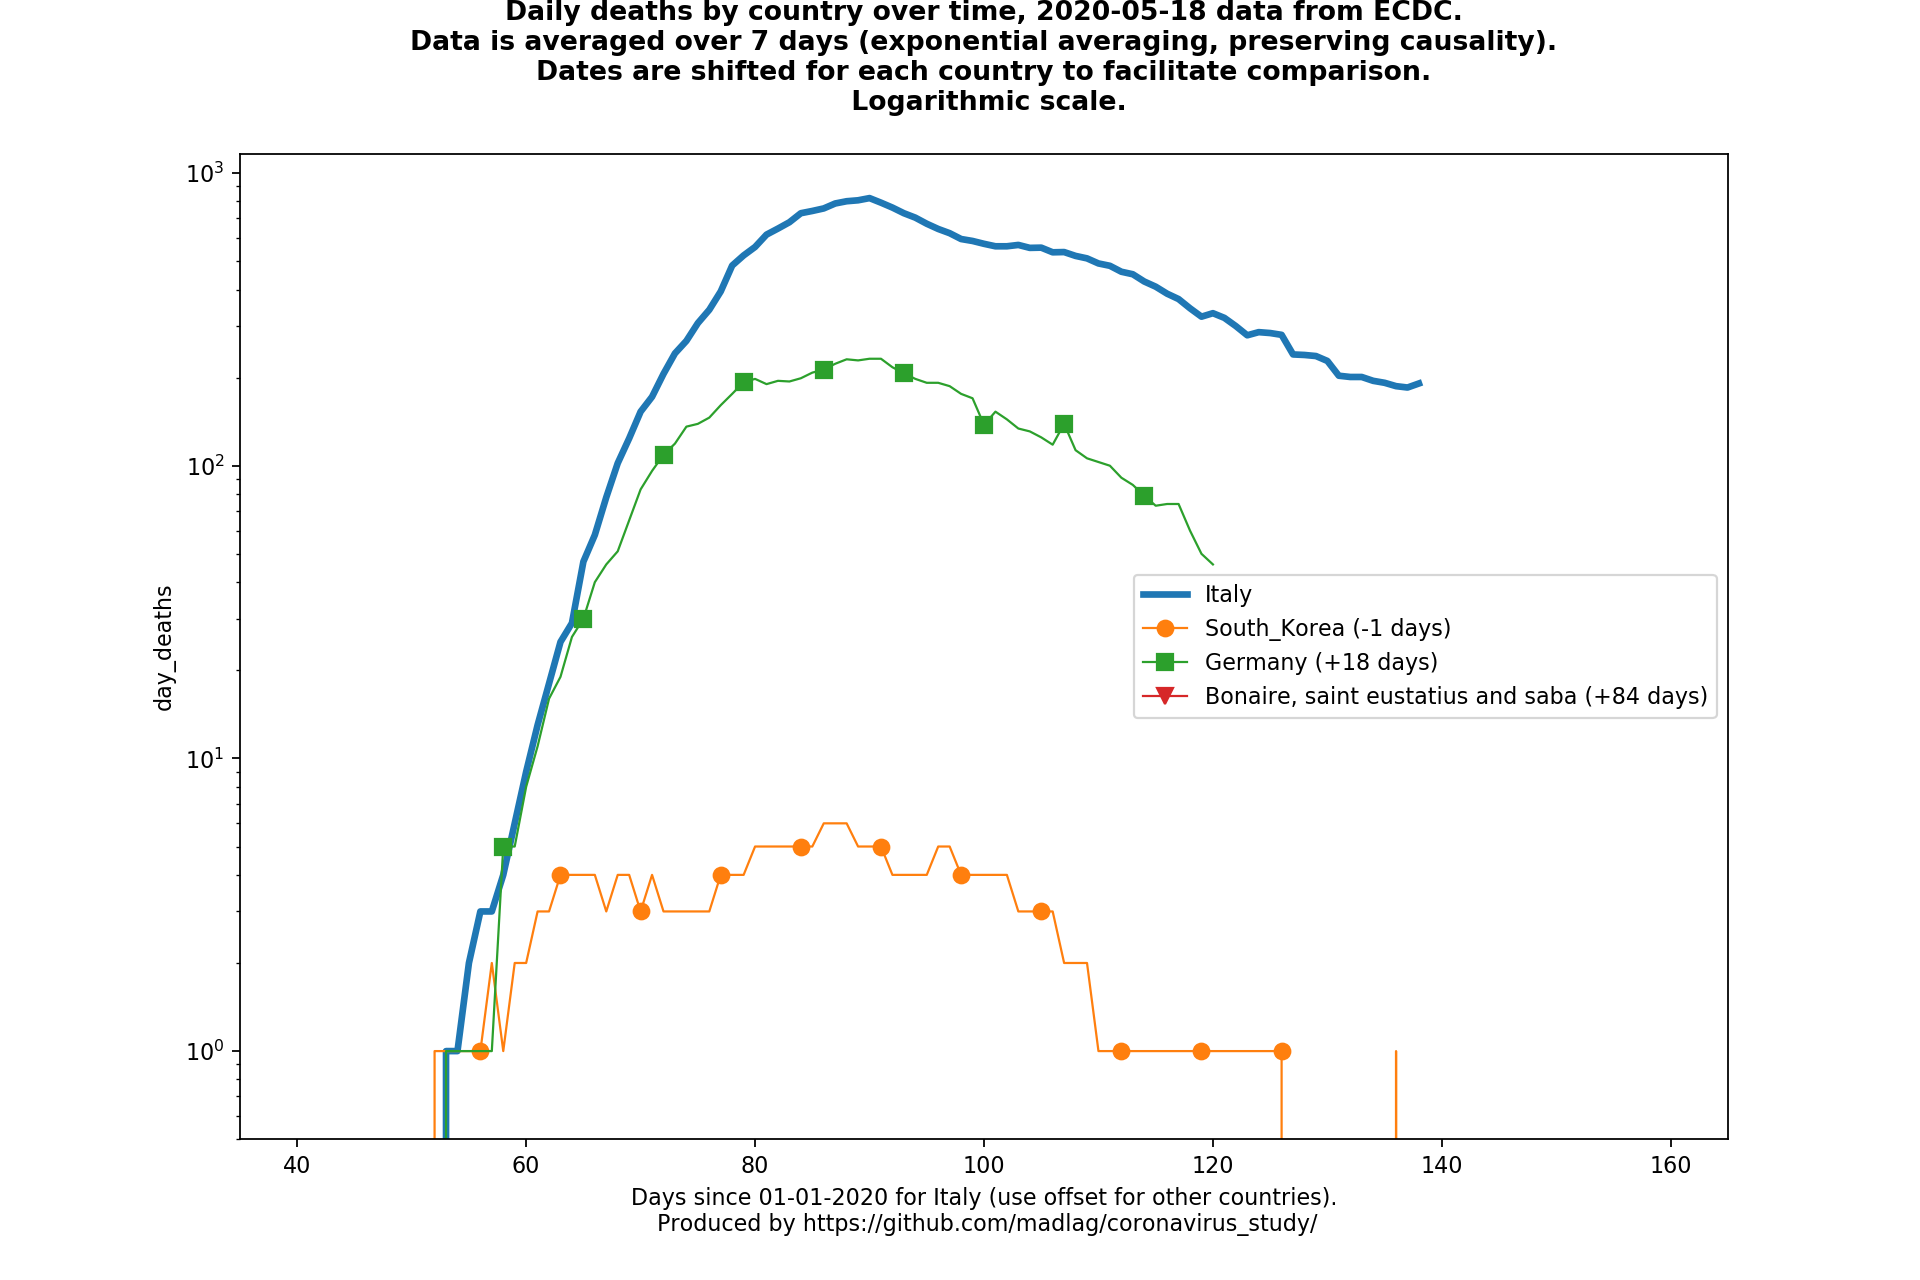 Daily deaths by country over time, 2020-05-18 data from ECDC.
Data is averaged over 7 days (exponential averaging, preserving causality).
Dates are shifted for each country to facilitate comparison.
Logarithmic scale.
10³
10²
10¹
10⁰
day_deaths
Italy
South_Korea (-1 days)
Germany (+18 days)
Bonaire, saint eustatius and saba (+84 days)
40 60 80 100 120 140 160
Days since 01-01-2020 for Italy (use offset for other countries).
Produced by https://github.com/madlag/coronavirus_study/